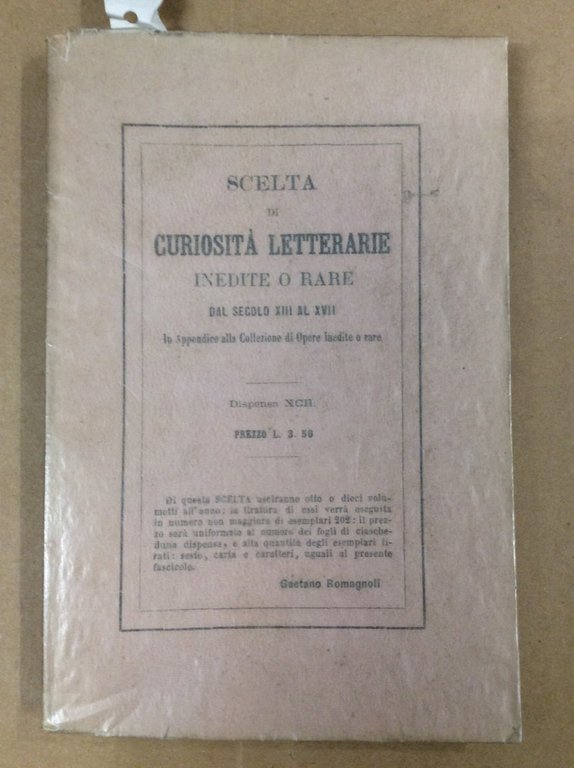 SCELTA
DI
CURIOSITÀ LETTERARIE
INEDITE O RARE
DAL SECOLO XIII AL XVII
In Appendice alla Collezione di Opere inedite o rare
Dispensa XCII.
PREZZO L. 3. 50
Di questa SCELTA usciranno otto o dieci volu-
metti all'anno: la tiratura di essi verrà eseguita
in numero non maggiore di esemplari 202: il prez-
zo sarà uniformato al numero dei fogli di ciasche-
duna dispensa, e alla quantità degli esemplari ti-
rati: sesto, carta e caratteri, uguali al presente
fascicolo.
Gaetano Romagnoli